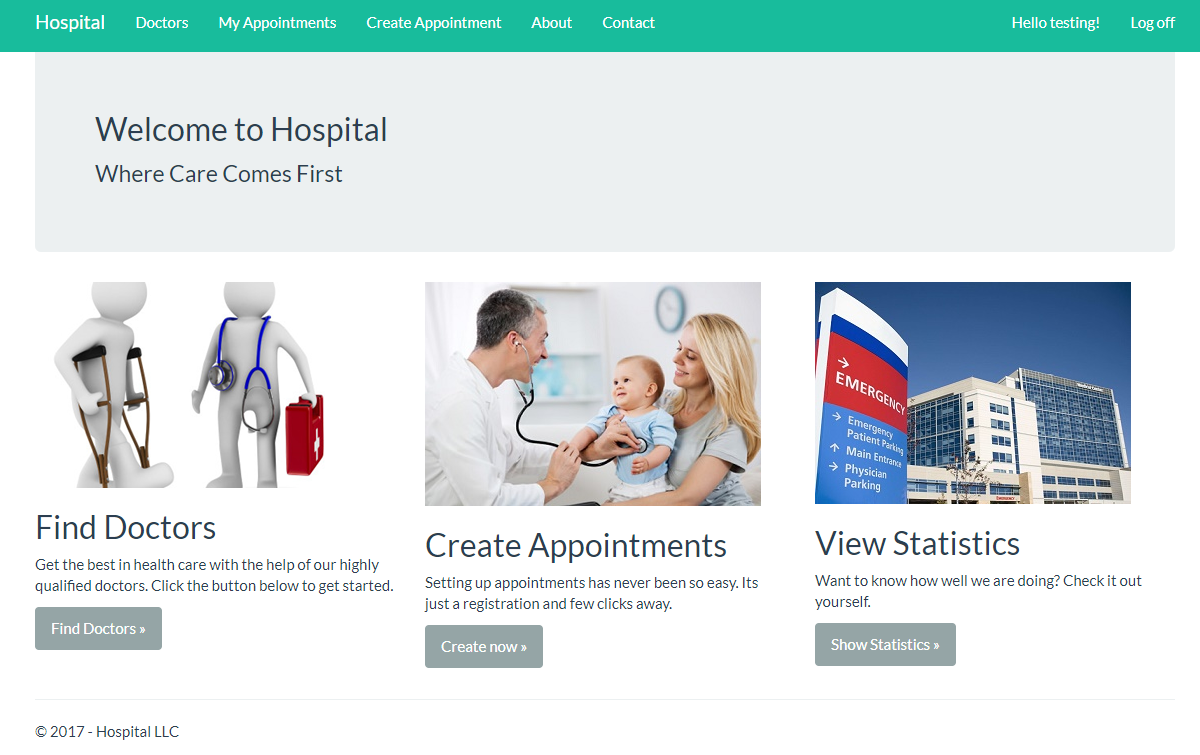 Hospital Doctors My Appointments Create Appointment About Contact Hello testing! Log off
Welcome to Hospital
Where Care Comes First
EMERGENCY
Emergency
Patient Parking
Main Entrance
Physician
Parking
Find Doctors
Get the best in health care with the help of our highly
qualified doctors. Click the button below to get started.
Find Doctors »
Create Appointments
Setting up appointments has never been so easy. Its
just a registration and few clicks away.
Create now »
View Statistics
Want to know how well we are doing? Check it out
yourself.
Show Statistics »
© 2017 - Hospital LLC